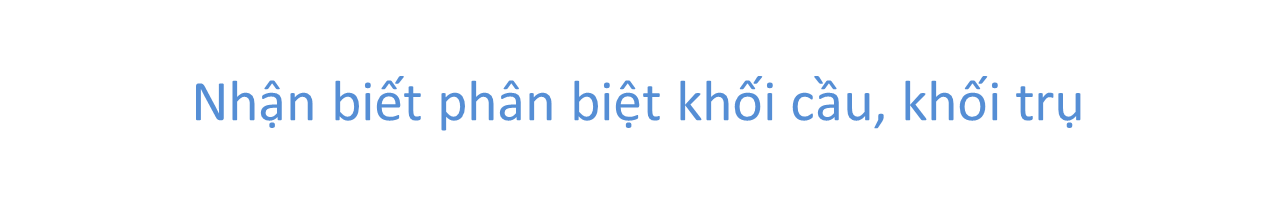 Nhận biết phân biệt khối cầu, khối trụ